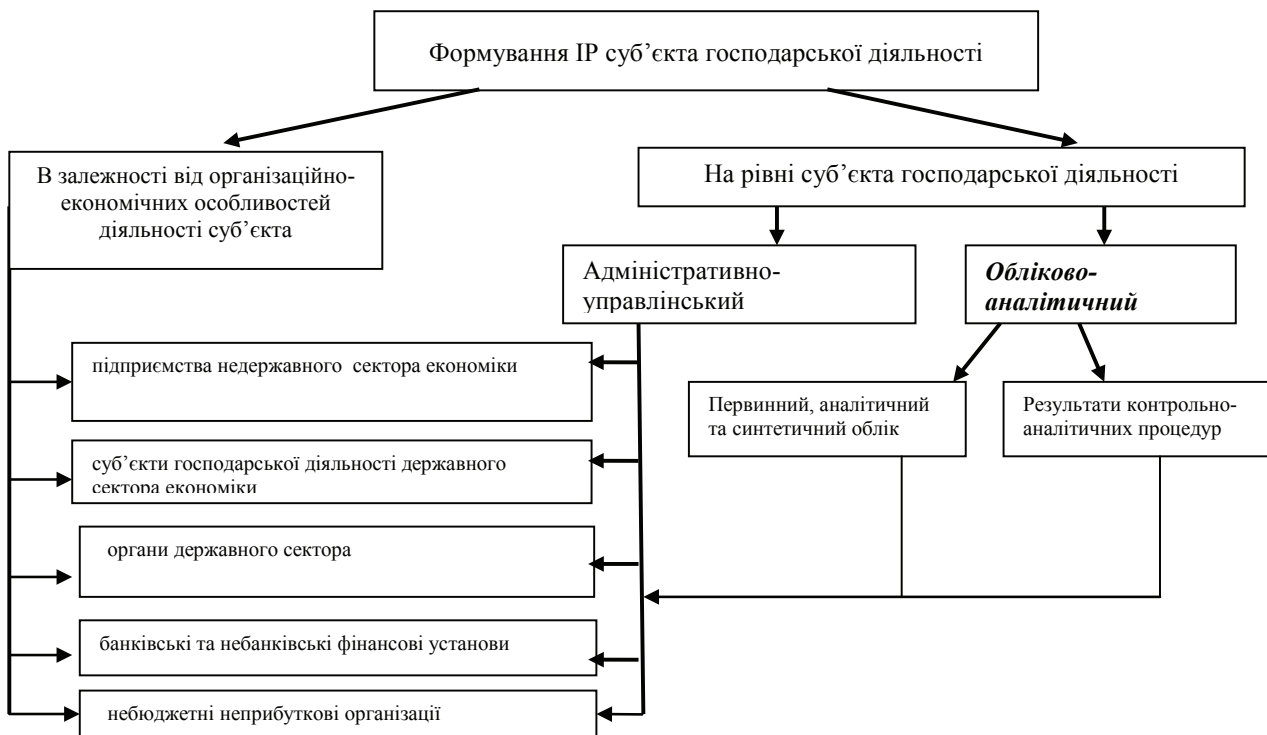 Формування ІР суб’єкта господарської діяльності
В залежності від організаційно-
економічних особливостей
діяльності суб’єкта
На рівні суб’єкта господарської діяльності
Адміністративно-
управлінський
Обліково-
аналітичний
підприємства недержавного сектора економіки
Первинний, аналітичний
та синтетичний облік
Результати контрольно-
аналітичних процедур
суб’єкти господарської діяльності державного
сектора економіки
органи державного сектора
банківські та небанківські фінансові установи
небюджетні неприбуткові організації